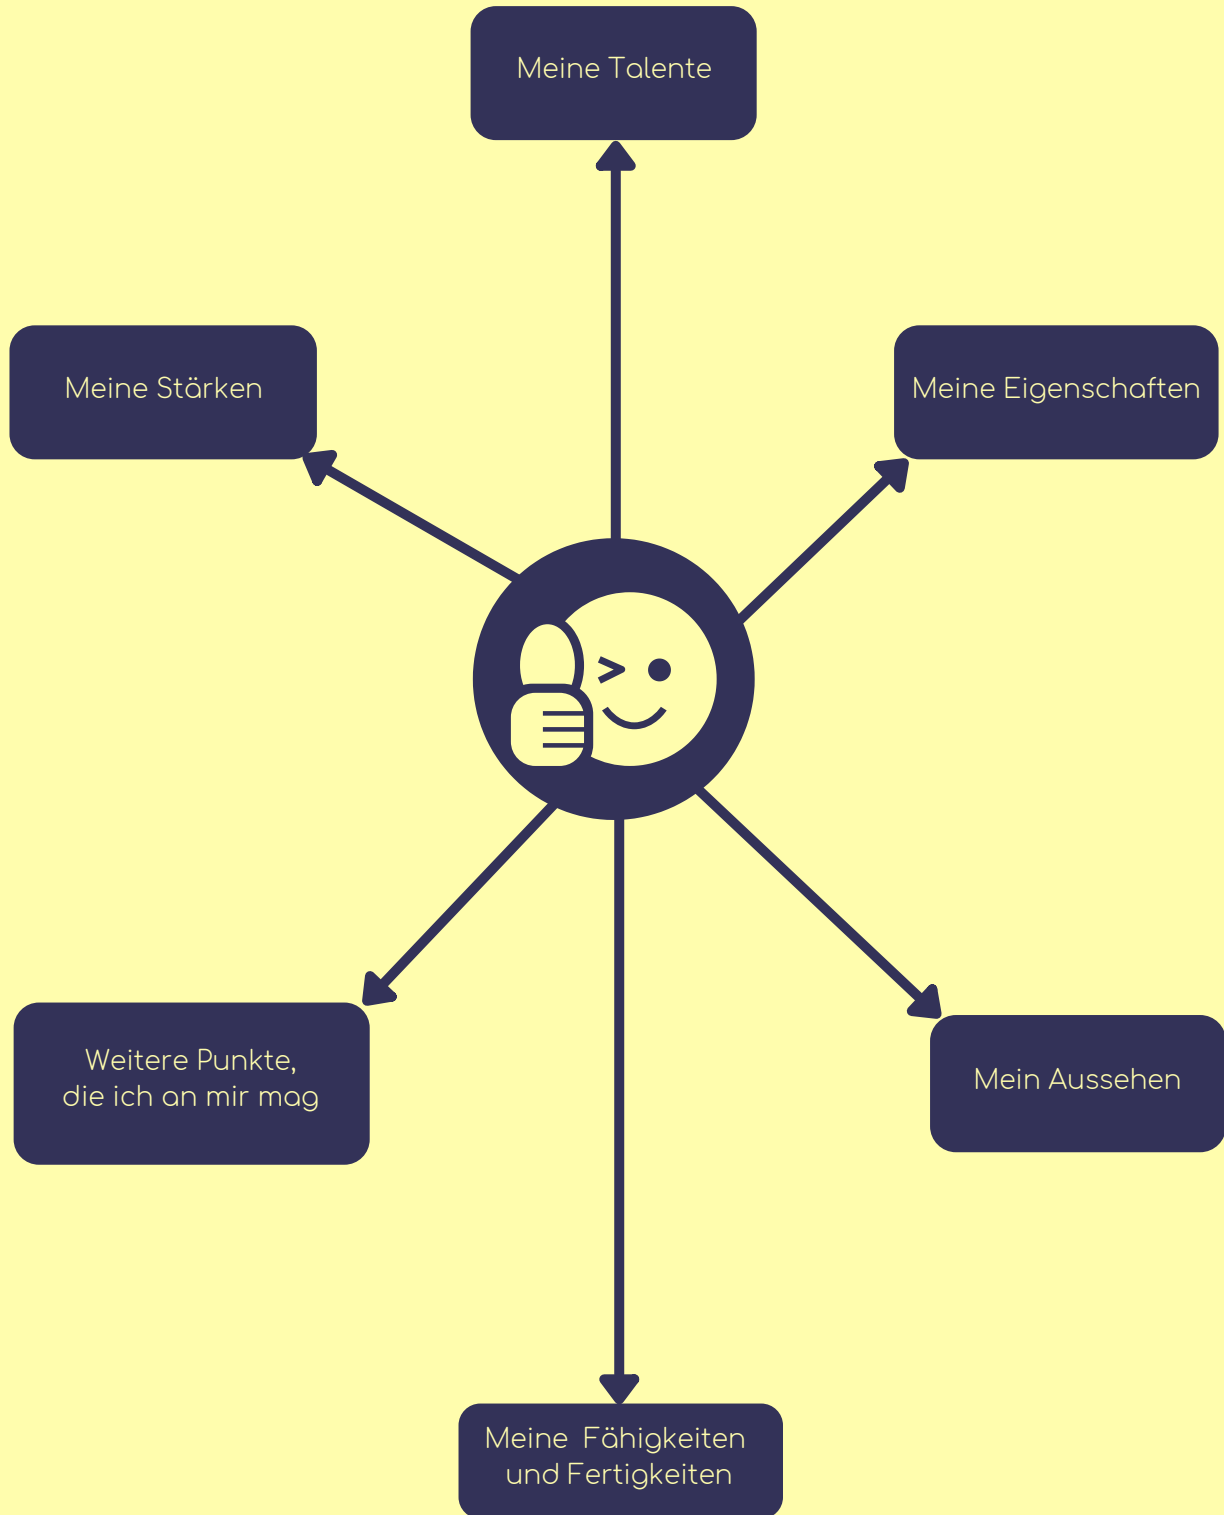 Meine Talente
Meine Stärken
Meine Eigenschaften
Weitere Punkte,
die ich an mir mag
Mein Aussehen
Meine Fähigkeiten
und Fertigkeiten